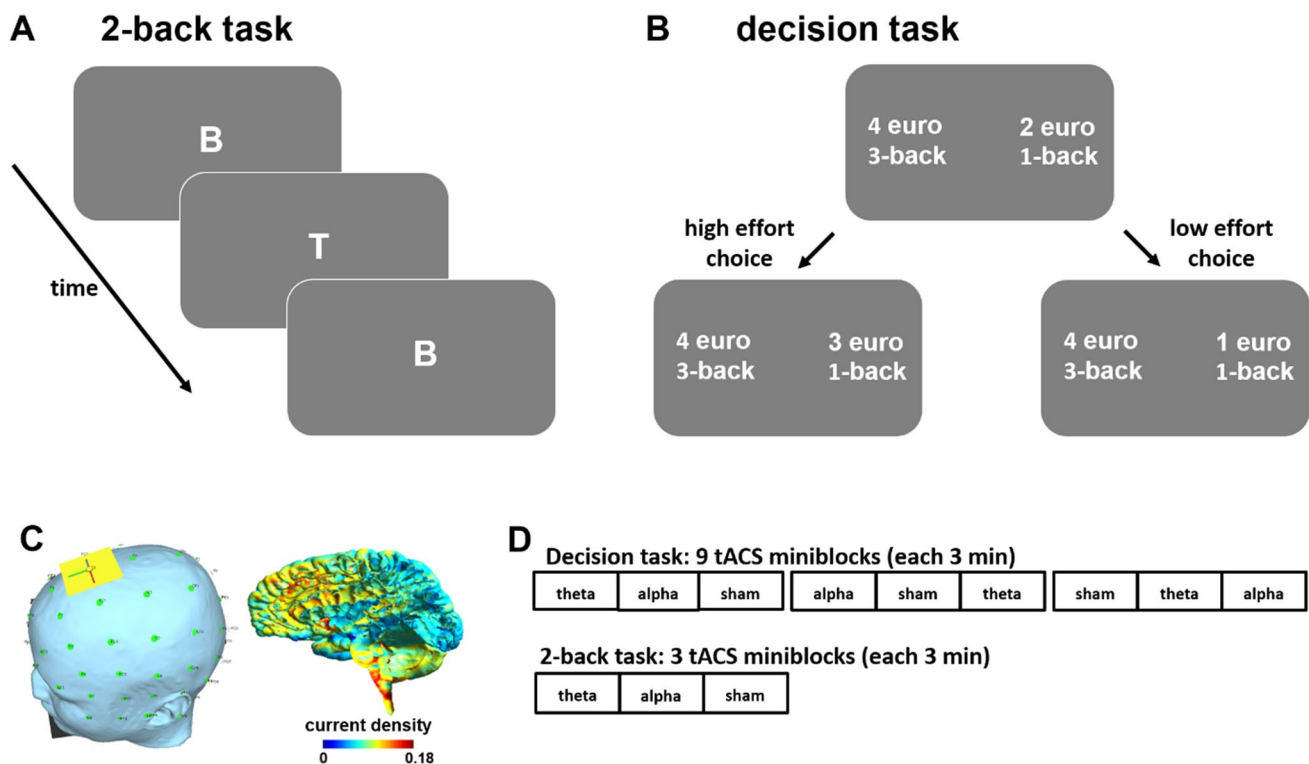 A 2-back task
B
T
B
time
B decision task
4 euro 2 euro
3-back 1-back
high effort
choice
low effort
choice
4 euro 3 euro
3-back 1-back
4 euro 1 euro
3-back 1-back
C
current density
0 0.18
D
Decision task: 9 tACS miniblocks (each 3 min)
theta alpha sham alpha sham theta sham theta alpha
2-back task: 3 tACS miniblocks (each 3 min)
theta alpha sham